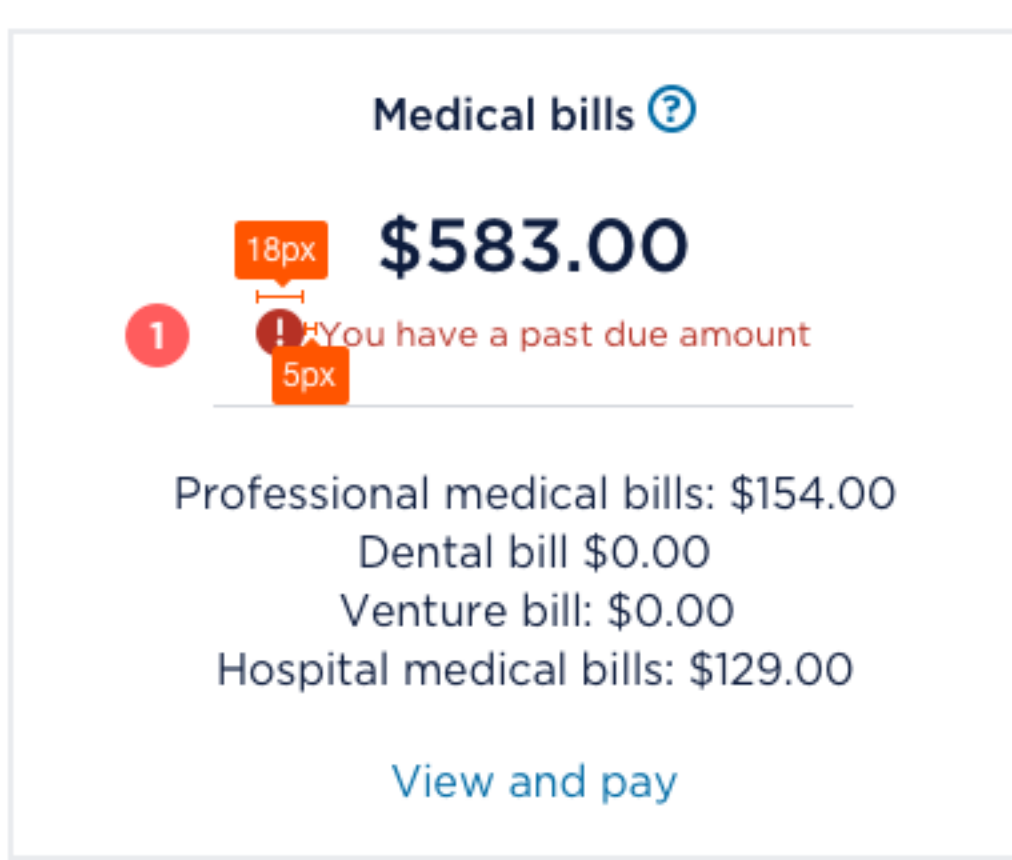 Medical bills ?
$583.00
18px
1
! You have a past due amount
5px
Professional medical bills: $154.00
Dental bill $0.00
Venture bill: $0.00
Hospital medical bills: $129.00
View and pay